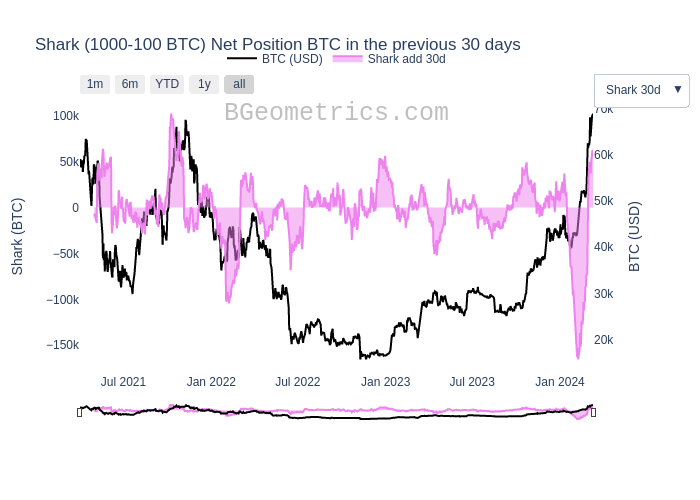 Shark (1000-100 BTC) Net Position BTC in the previous 30 days
BTC (USD) Shark add 30d
1m 6m YTD 1y all
Shark 30d ▼
BGeometrics.com
100k
50k
0
−50k
−100k
−150k
Shark (BTC)
70k
60k
50k
40k
30k
20k
BTC (USD)
Jul 2021 Jan 2022 Jul 2022 Jan 2023 Jul 2023 Jan 2024